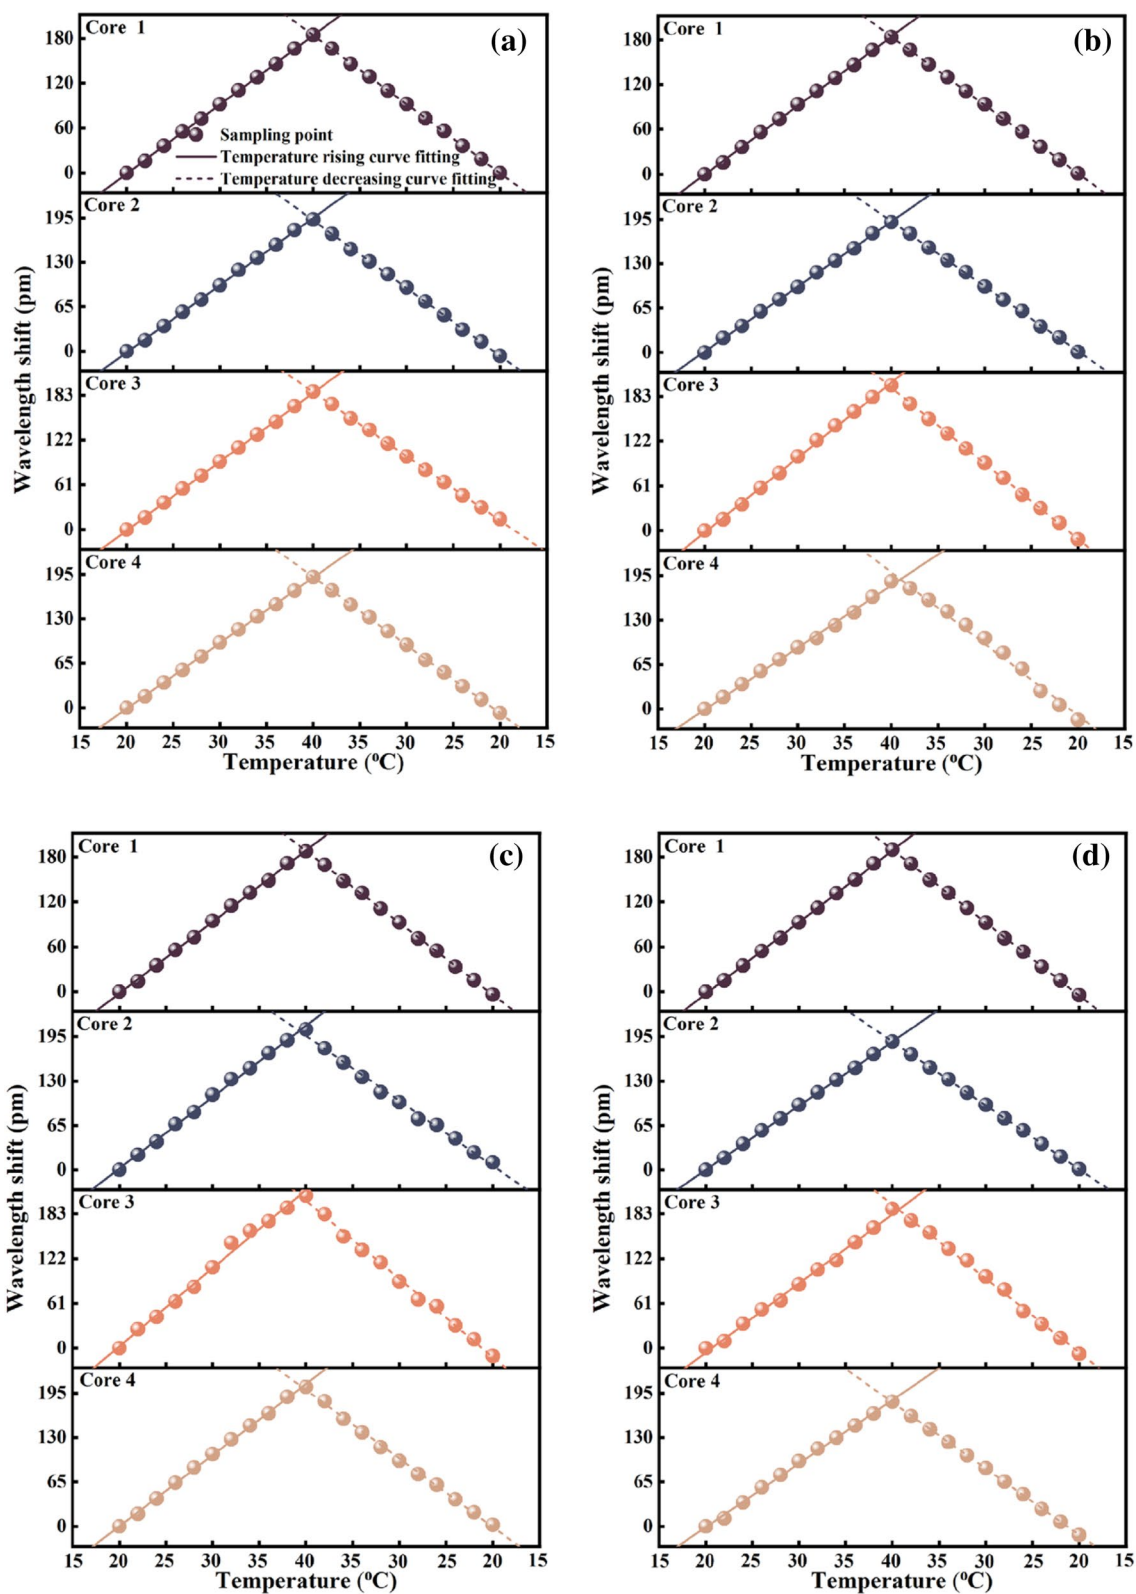 Core 1
(a)
180
120
60
0
Sampling point
Temperature rising curve fitting
Temperature decreasing curve fitting
Core 2
195
130
65
0
Core 3
183
122
61
0
Core 4
195
130
65
0
Wavelength shift (pm)
15 20 25 30 35 40 35 30 25 20 15
Temperature (⁰C)
Core 1
(b)
180
120
60
0
Core 2
195
130
65
0
Core 3
183
122
61
0
Core 4
195
130
65
0
Wavelength shift (pm)
15 20 25 30 35 40 35 30 25 20 15
Temperature (⁰C)
Core 1
(c)
180
120
60
0
Core 2
195
130
65
0
Core 3
183
122
61
0
Core 4
195
130
65
0
Wavelength shift (pm)
15 20 25 30 35 40 35 30 25 20 15
Temperature (⁰C)
Core 1
(d)
180
120
60
0
Core 2
195
130
65
0
Core 3
183
122
61
0
Core 4
195
130
65
0
Wavelength shift (pm)
15 20 25 30 35 40 35 30 25 20 15
Temperature (⁰C)